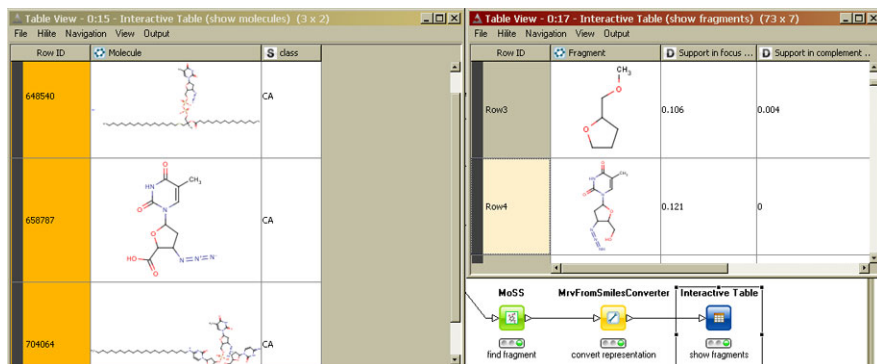 Table View - 0:15 - Interactive Table (show molecules) (3 x 2)
File Hilite Navigation View Output
Row ID Molecule S class
648540 CA
658787 CA
704064 CA
Table View - 0:17 - Interactive Table (show fragments) (73 x 7)
File Hilite Navigation View Output
Row ID Fragment D Support in focus ... D Support in complement ...
Row3 0.106 0.004
Row4 0.121 0
MoSS MrvFromSmilesConverter Interactive Table
find fragment convert representation show fragments